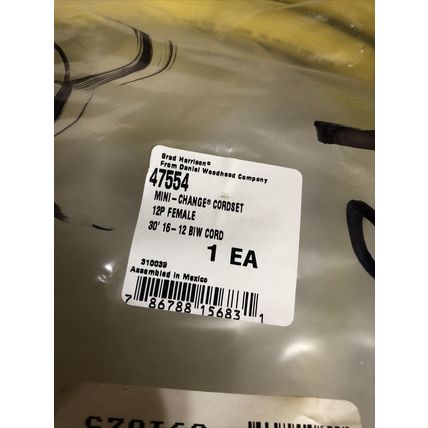 Brad Harrison®
From Daniel Woodhead Company
47554
MINI-CHANGE® CORDSET
12P FEMALE
30' 16-12 BIW CORD
1 EA
310039
Assembled in Mexico
7 86788 15683 1